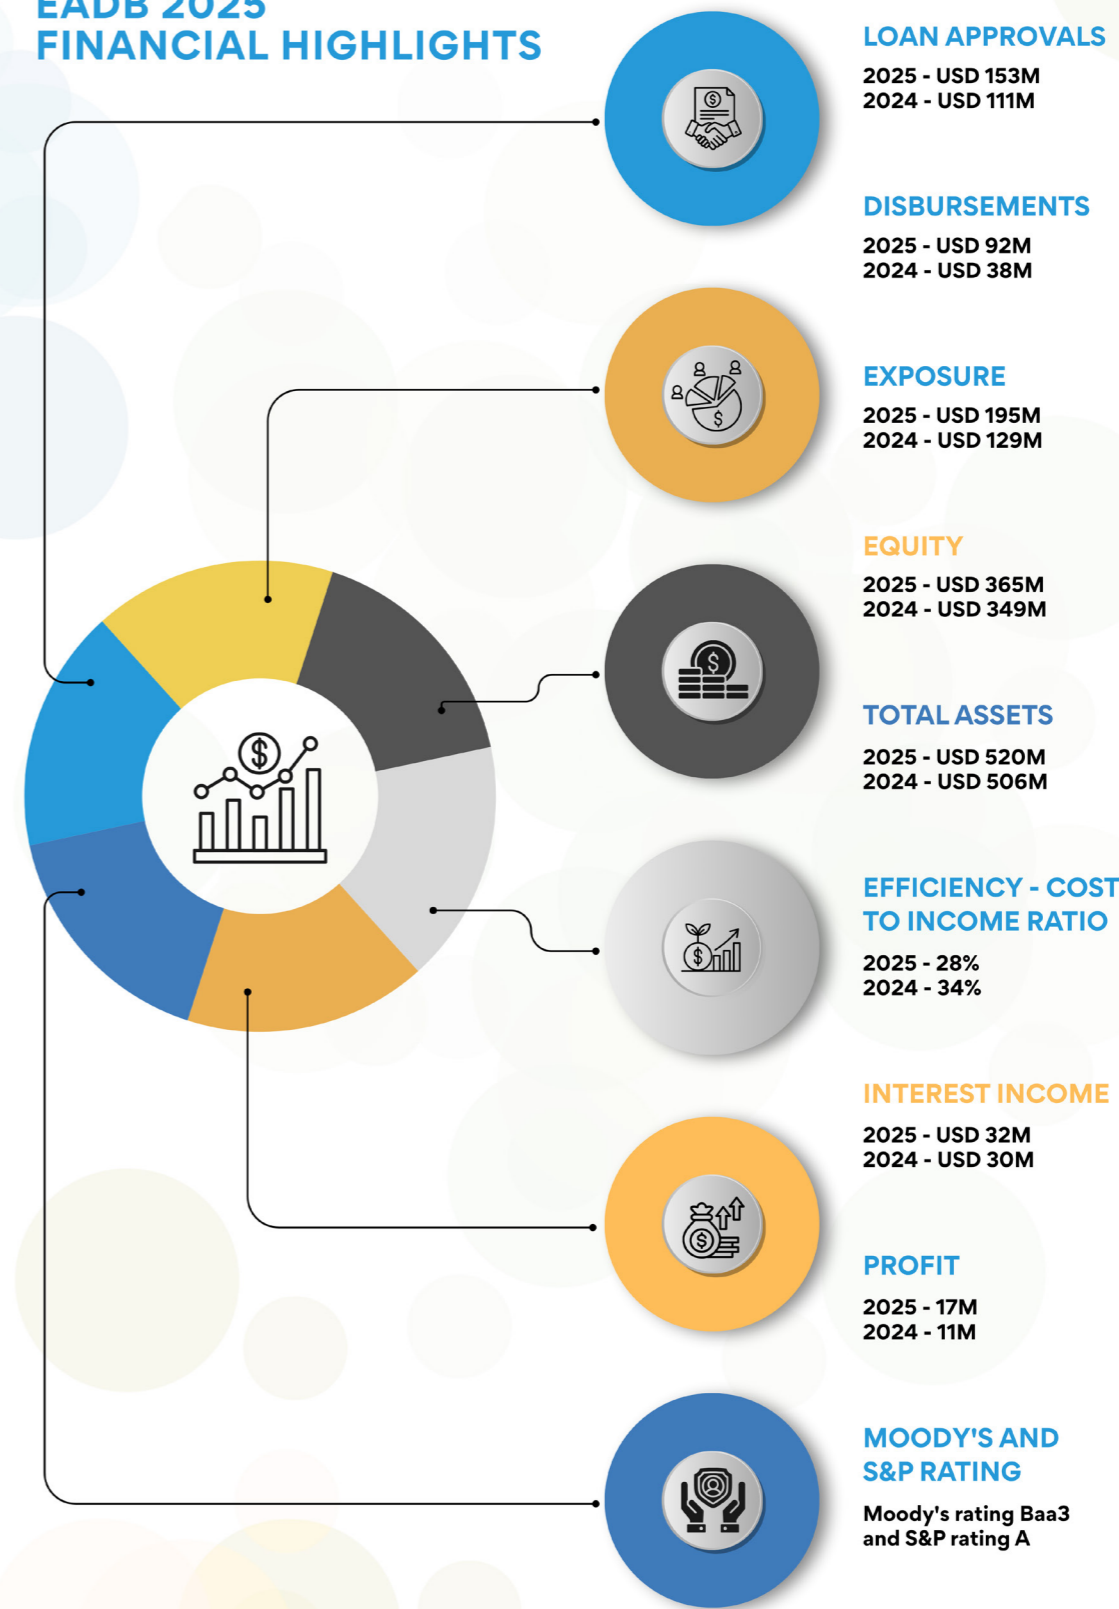 EADB 2025
FINANCIAL HIGHLIGHTS
LOAN APPROVALS
2025 - USD 153M
2024 - USD 111M
DISBURSEMENTS
2025 - USD 92M
2024 - USD 38M
EXPOSURE
2025 - USD 195M
2024 - USD 129M
EQUITY
2025 - USD 365M
2024 - USD 349M
TOTAL ASSETS
2025 - USD 520M
2024 - USD 506M
EFFICIENCY - COST
TO INCOME RATIO
2025 - 28%
2024 - 34%
INTEREST INCOME
2025 - USD 32M
2024 - USD 30M
PROFIT
2025 - 17M
2024 - 11M
MOODY'S AND
S&P RATING
Moody's rating Baa3
and S&P rating A